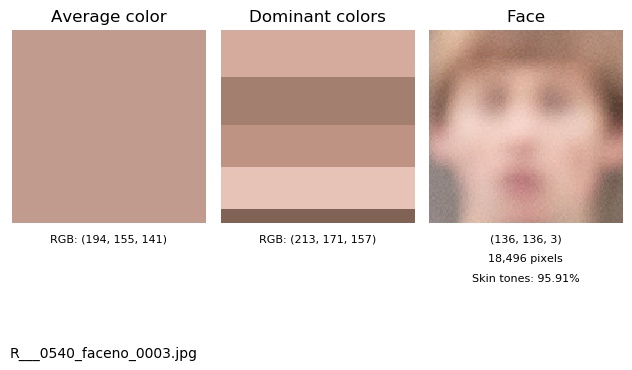 Average color
Dominant colors
Face
RGB: (194, 155, 141)
RGB: (213, 171, 157)
(136, 136, 3)
18,496 pixels
Skin tones: 95.91%
R___0540_faceno_0003.jpg